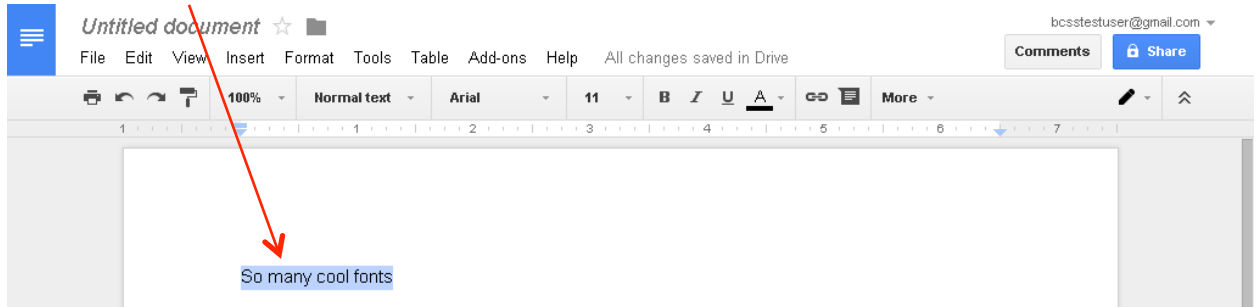 Untitled document
bcsstestuser@gmail.com
File Edit View Insert Format Tools Table Add-ons Help All changes saved in Drive
Comments Share
100% Normal text Arial 11 B I U A More
1 1 2 3 4 5 6 7
So many cool fonts